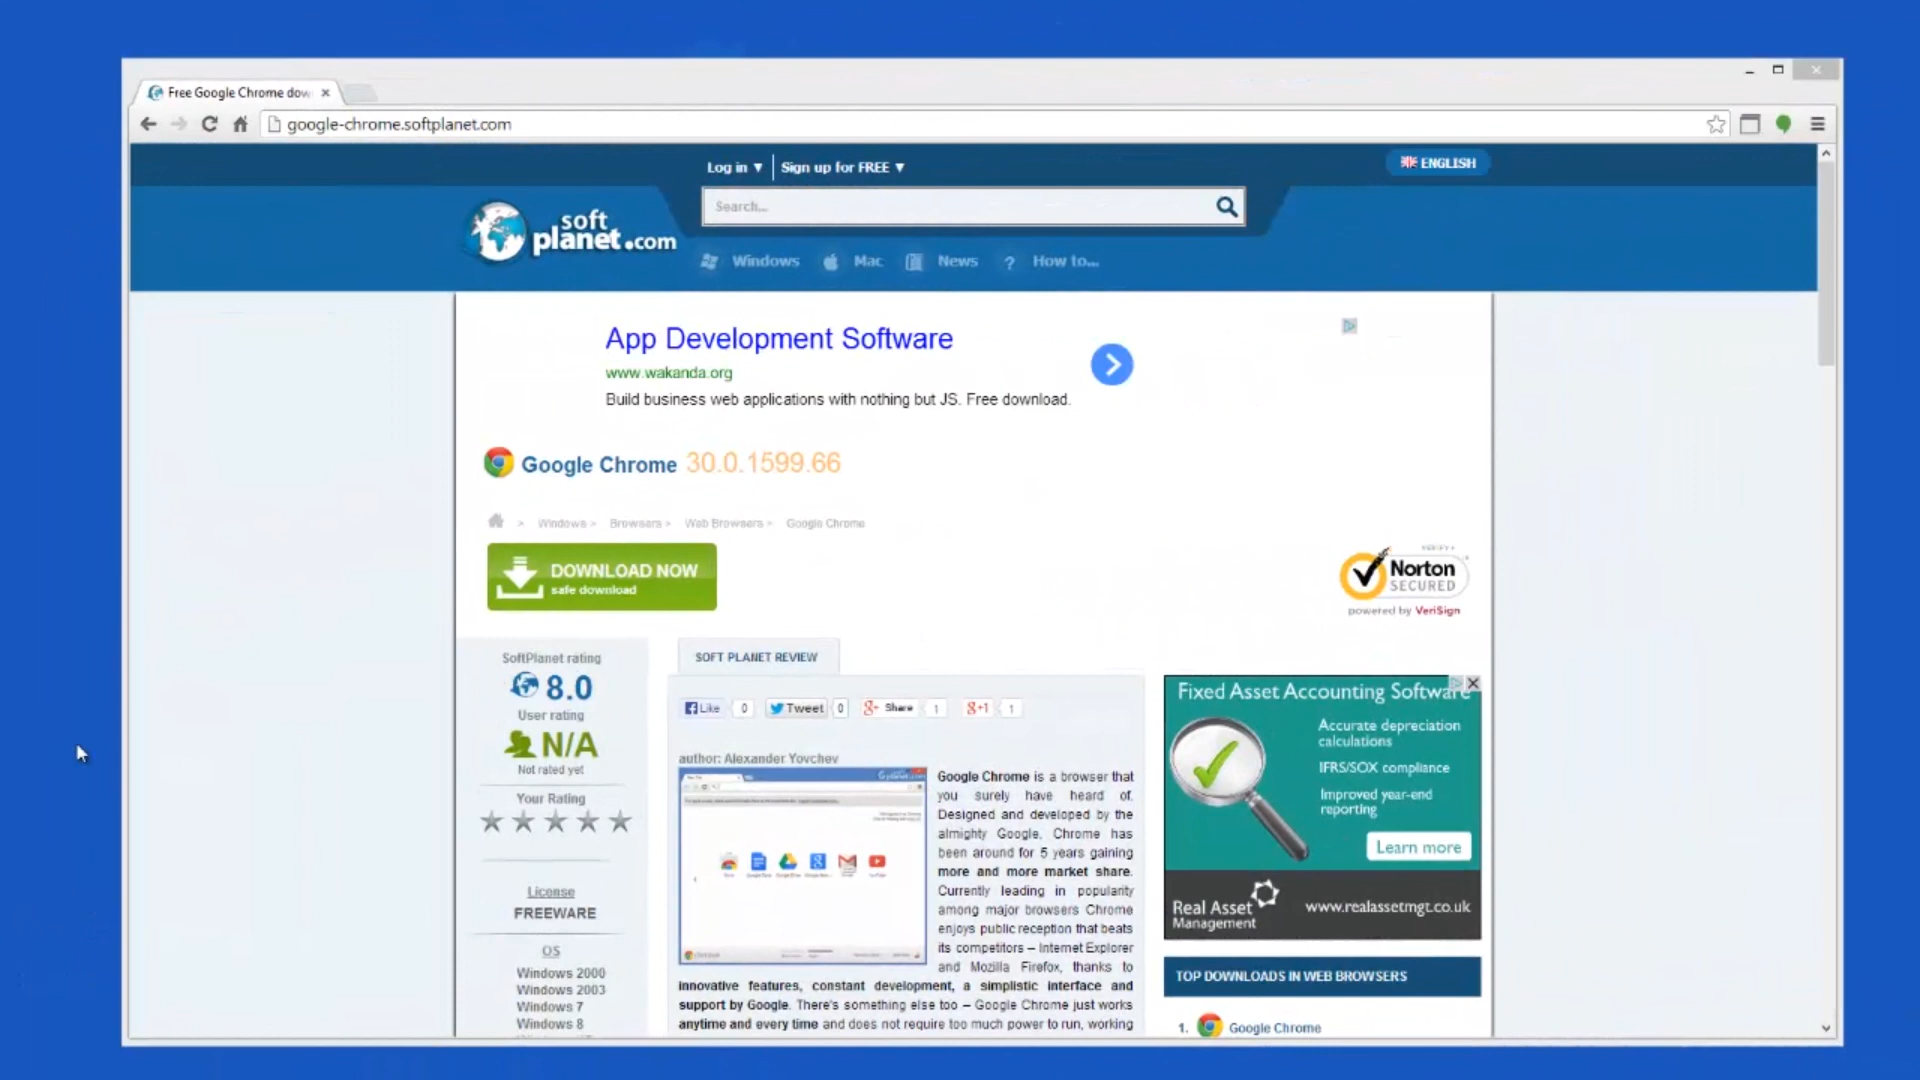 Free Google Chrome dow
google-chrome.softplanet.com
Log in ▼ Sign up for FREE ▼
ENGLISH
soft
planet.com
Search...
Windows Mac News ? How to...
App Development Software
www.wakanda.org
Build business web applications with nothing but JS. Free download.
Google Chrome 30.0.1599.66
> Windows > Browsers > Web Browsers > Google Chrome
DOWNLOAD NOW
safe download
Norton
SECURED
powered by VeriSign
SoftPlanet rating
8.0
User rating
N/A
Not rated yet
Your Rating
License
FREEWARE
OS
Windows 2000
Windows 2003
Windows 7
Windows 8
SOFT PLANET REVIEW
Like 0 Tweet 0 Share 1 +1 1
author: Alexander Yovchev
Google Chrome is a browser that
you surely have heard of.
Designed and developed by the
almighty Google, Chrome has
been around for 5 years gaining
more and more market share.
Currently leading in popularity
among major browsers Chrome
enjoys public reception that beats
its competitors – Internet Explorer
and Mozilla Firefox, thanks to
innovative features, constant development, a simplistic interface and
support by Google. There's something else too – Google Chrome just works
anytime and every time and does not require too much power to run, working
Fixed Asset Accounting Software
Accurate depreciation
calculations
IFRS/SOX compliance
Improved year-end
reporting
Learn more
Real Asset
Management
www.realassetmgt.co.uk
TOP DOWNLOADS IN WEB BROWSERS
1. Google Chrome